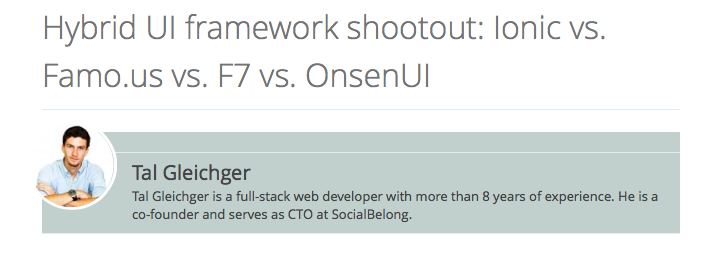 Hybrid UI framework shootout: Ionic vs.
Famo.us vs. F7 vs. OnsenUI
Tal Gleichger
Tal Gleichger is a full-stack web developer with more than 8 years of experience. He is a
co-founder and serves as CTO at SocialBelong.